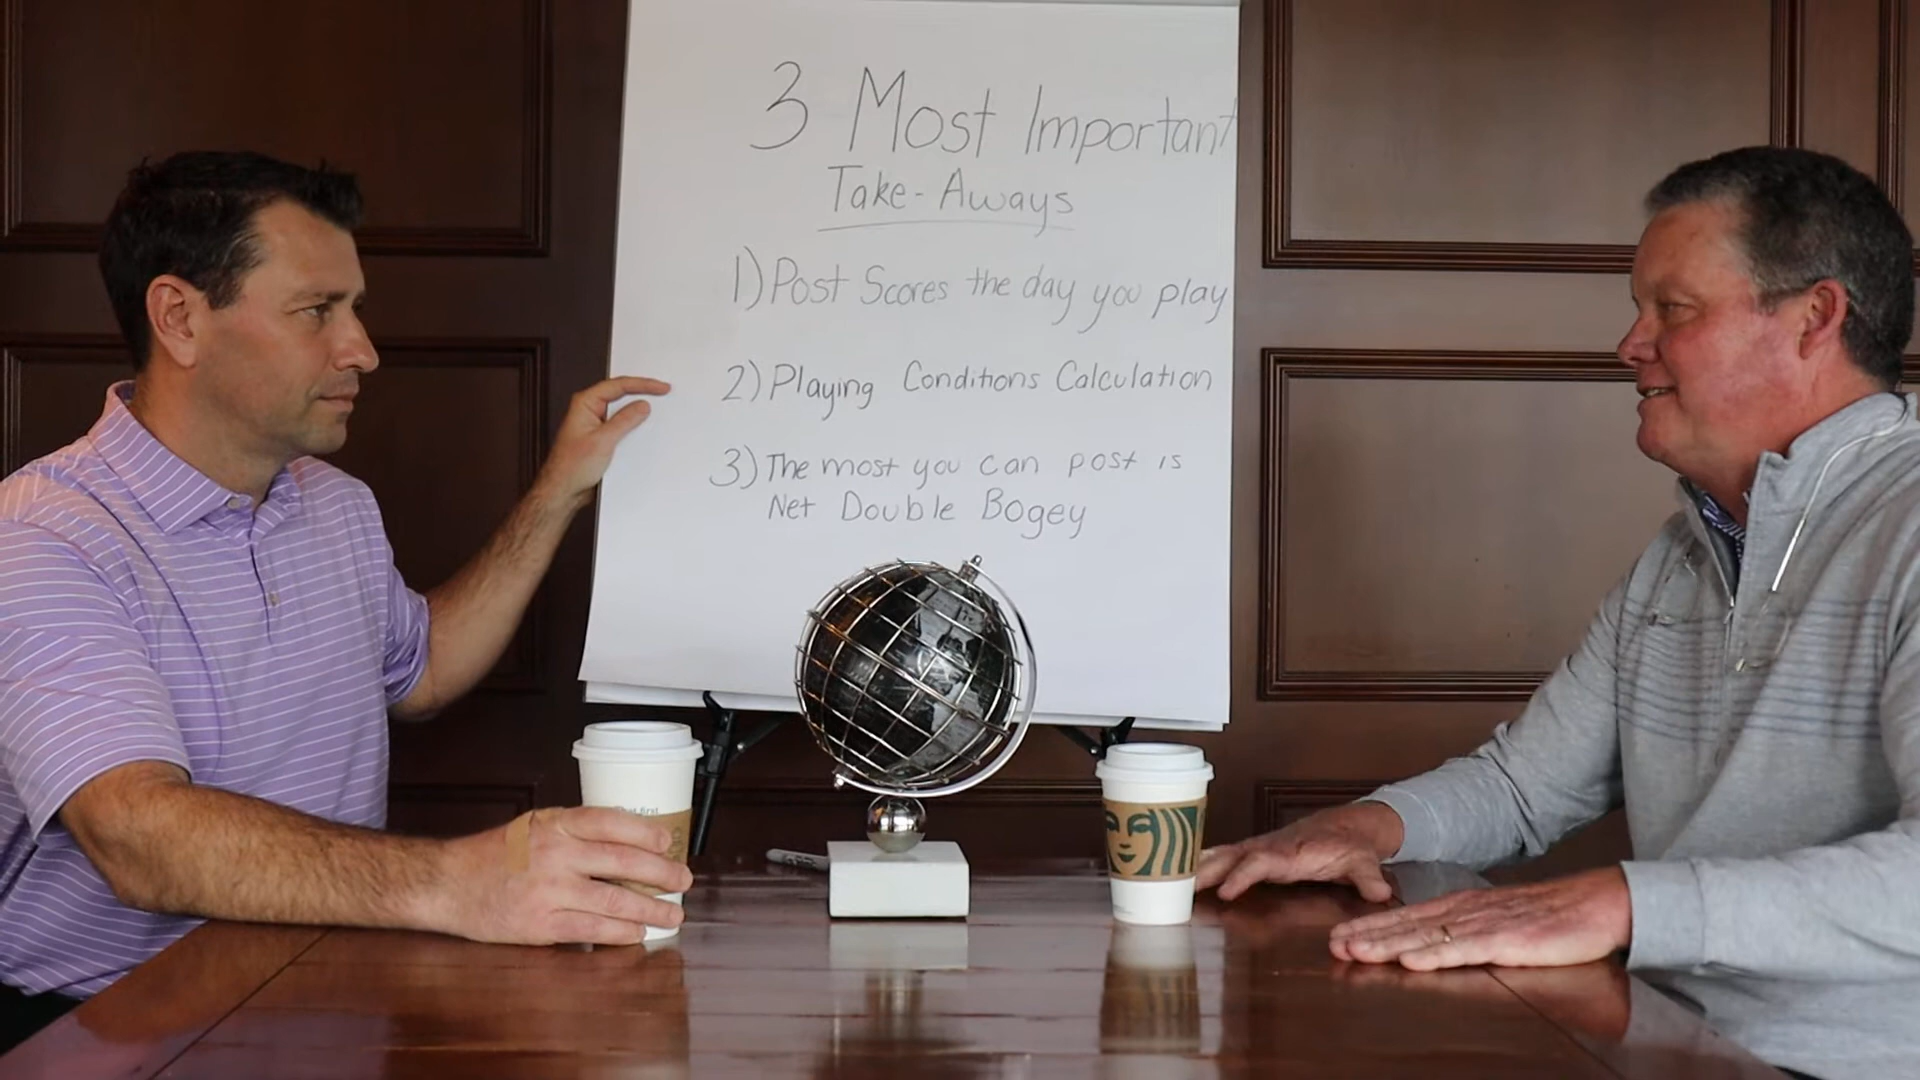 3 Most Important
Take-Aways
1) Post Scores the day you play
2) Playing Conditions Calculation
3) The most you can post is
Net Double Bogey
first